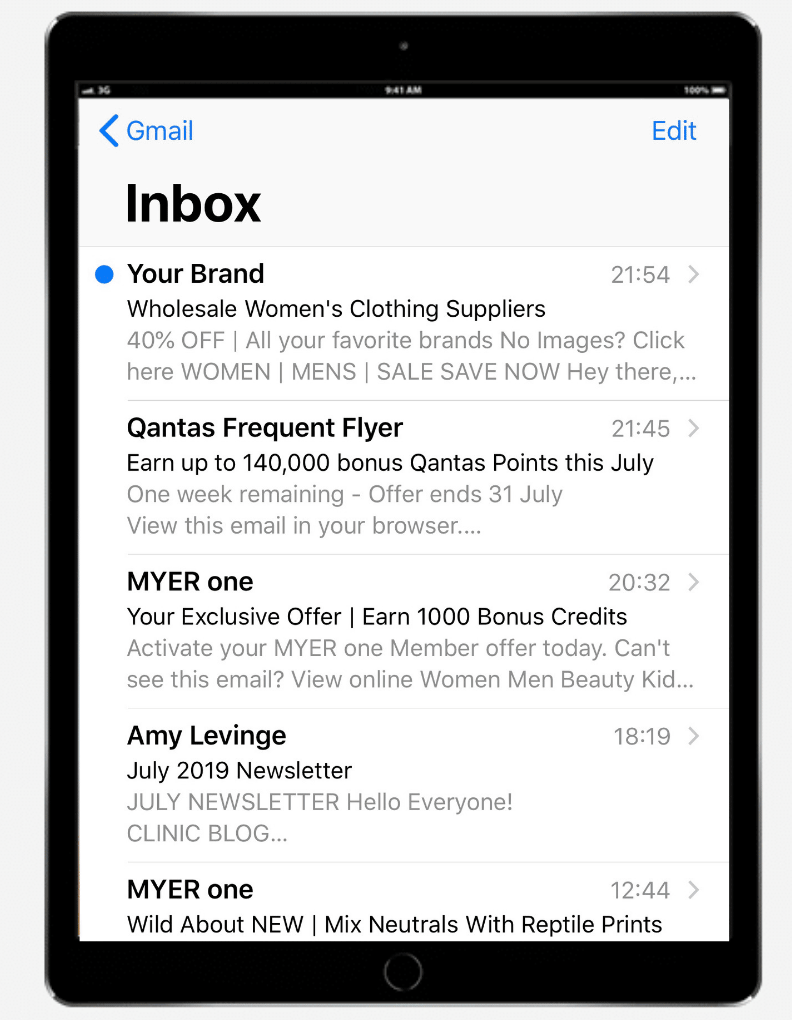 3G 9:41 AM 100%
Gmail Edit
Inbox
Your Brand 21:54
Wholesale Women's Clothing Suppliers
40% OFF | All your favorite brands No Images? Click
here WOMEN | MENS | SALE SAVE NOW Hey there,...
Qantas Frequent Flyer 21:45
Earn up to 140,000 bonus Qantas Points this July
One week remaining - Offer ends 31 July
View this email in your browser....
MYER one 20:32
Your Exclusive Offer | Earn 1000 Bonus Credits
Activate your MYER one Member offer today. Can't
see this email? View online Women Men Beauty Kid...
Amy Levinge 18:19
July 2019 Newsletter
JULY NEWSLETTER Hello Everyone!
CLINIC BLOG...
MYER one 12:44
Wild About NEW | Mix Neutrals With Reptile Prints